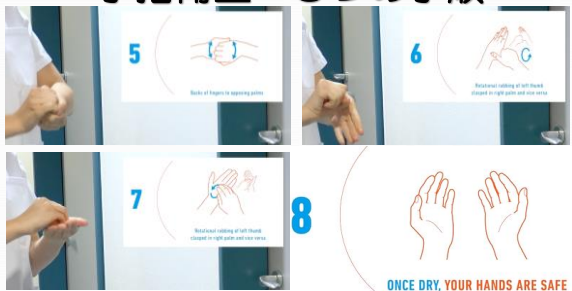 5
Backs of fingers to opposing palms
6
Rotational rubbing of left thumb
clasped in right palm and vice versa
7
Rotational rubbing of left thumb
clasped in right palm and vice versa
8
ONCE DRY, YOUR HANDS ARE SAFE